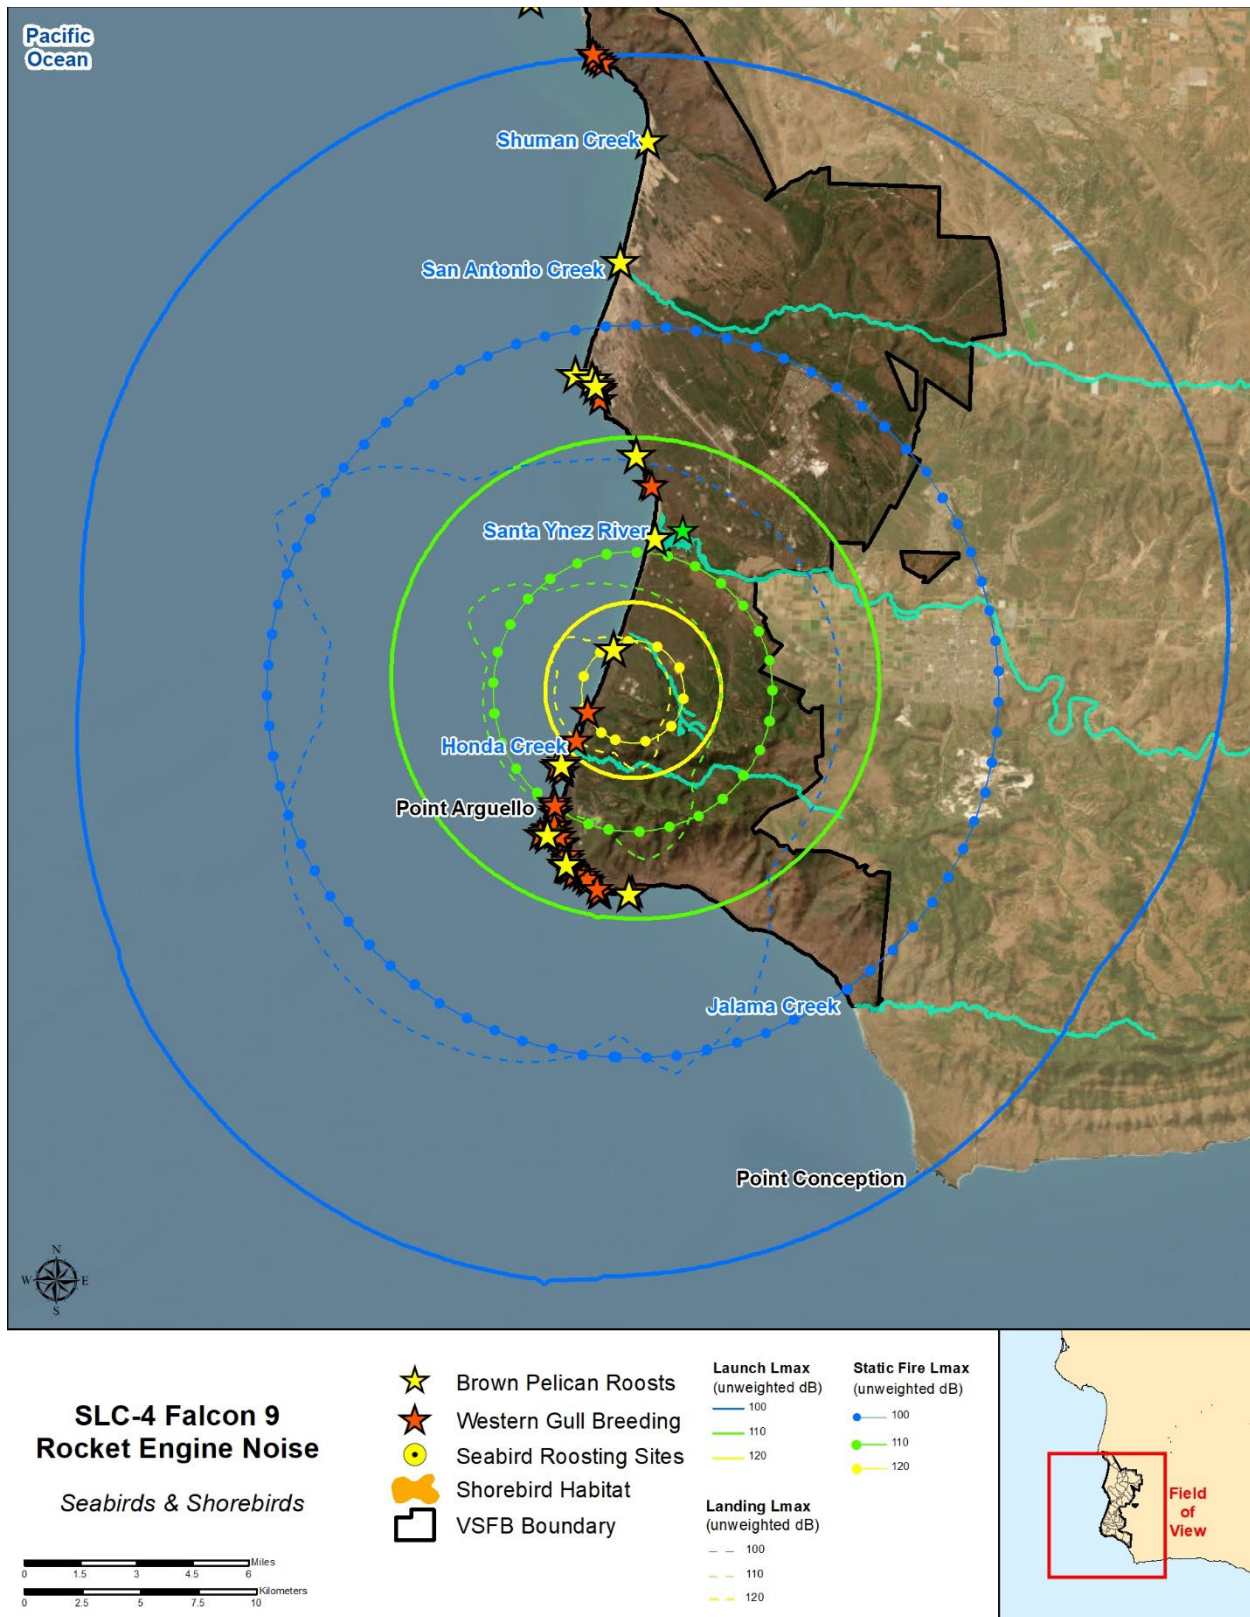 Pacific
Ocean
Shuman Creek
San Antonio Creek
Santa Ynez River
Honda Creek
Point Arguello
Jalama Creek
Point Conception
N
W E
S
SLC-4 Falcon 9
Rocket Engine Noise
Seabirds & Shorebirds
0 1.5 3 4.5 6 Miles
0 2.5 5 7.5 10 Kilometers
Brown Pelican Roosts
Western Gull Breeding
Seabird Roosting Sites
Shorebird Habitat
VSFB Boundary
Launch Lmax
(unweighted dB)
100
110
120
Static Fire Lmax
(unweighted dB)
100
110
120
Landing Lmax
(unweighted dB)
100
110
120
Field
of
View